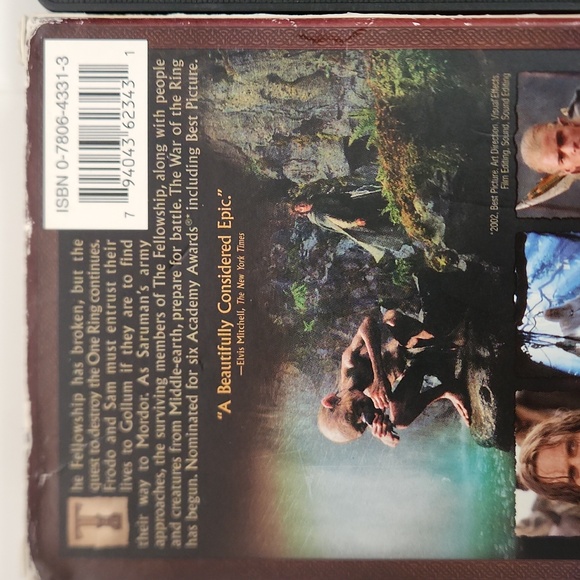 ISBN 0-7806-4331-3
7 94043 62343 1
The Fellowship has broken, but the
quest to destroy the One Ring continues.
Frodo and Sam must entrust their
lives to Gollum if they are to find
their way to Mordor. As Saruman's army
approaches, the surviving members of The Fellowship, along with people
and creatures from Middle-earth, prepare for battle. The War of the Ring
has begun. Nominated for six Academy Awards®* including Best Picture.
"A Beautifully Considered Epic."
—Elvis Mitchell, The New York Times
*2002, Best Picture, Art Direction, Visual Effects,
Film Editing, Sound, Sound Editing